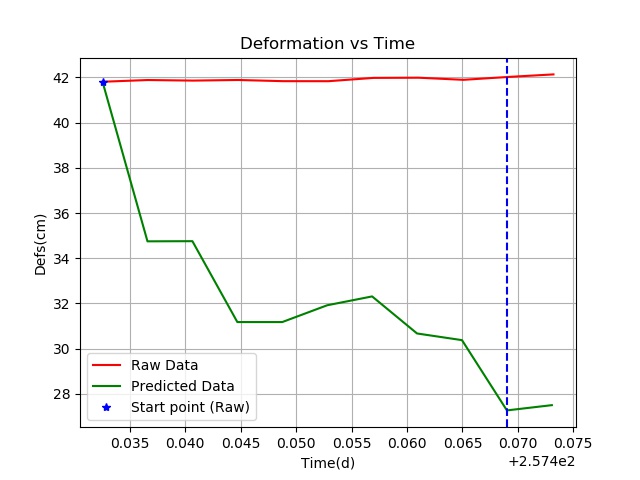 Deformation vs Time
Defs(cm)
42
40
38
36
34
32
30
28
Raw Data
Predicted Data
Start point (Raw)
0.035 0.040 0.045 0.050 0.055 0.060 0.065 0.070 0.075
Time(d)
+2.574e2